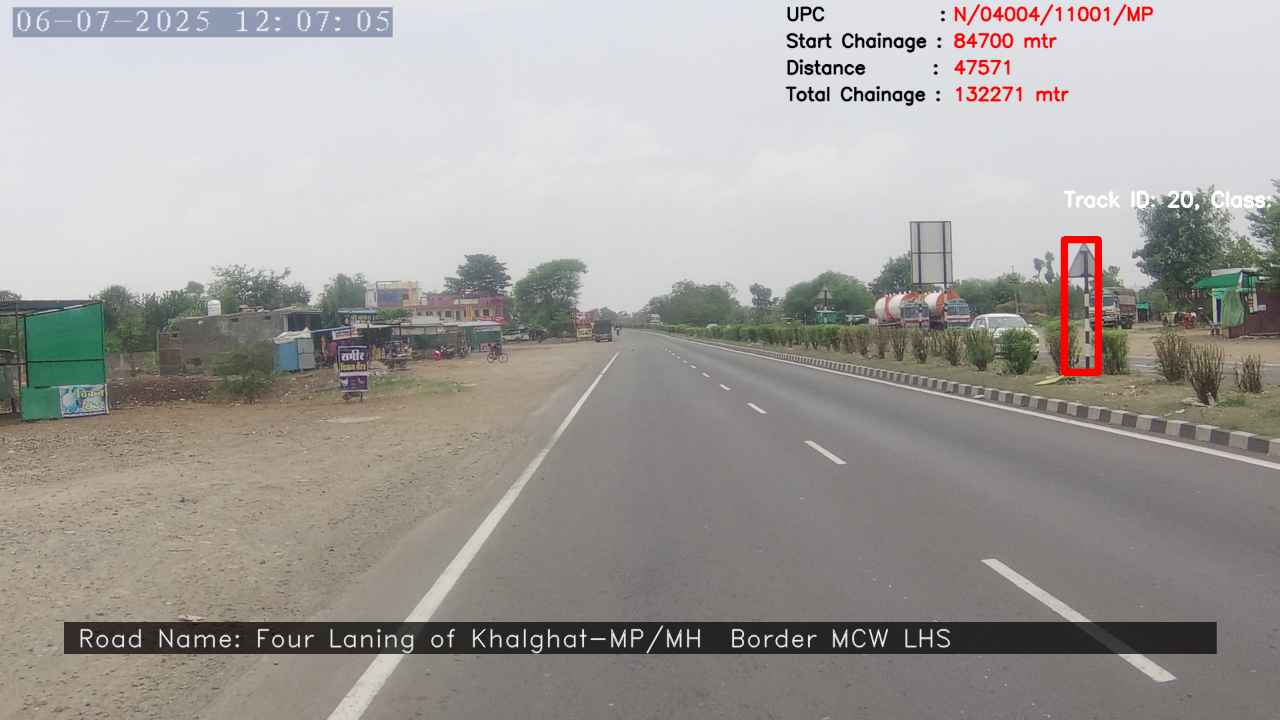 06-07-2025 12:07:05
UPC : N/04004/11001/MP
Start Chainage : 84700 mtr
Distance : 47571
Total Chainage : 132271 mtr
Track ID: 20, Class:
Road Name: Four Laning of Khalghat-MP/MH Border MCW LHS